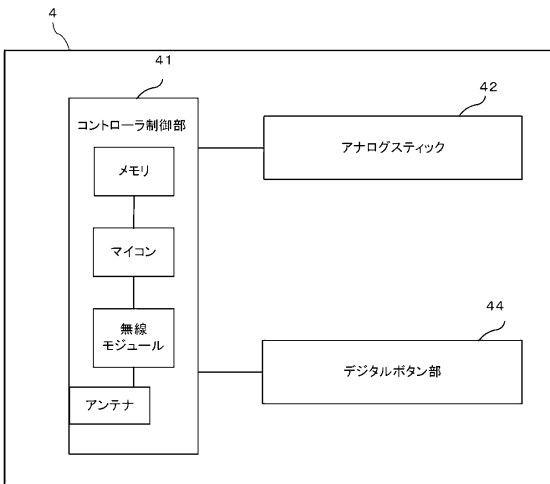 4
41
コントローラ制御部
メモリ
マイコン
無線
モジュール
アンテナ
42
アナログスティック
44
デジタルボタン部